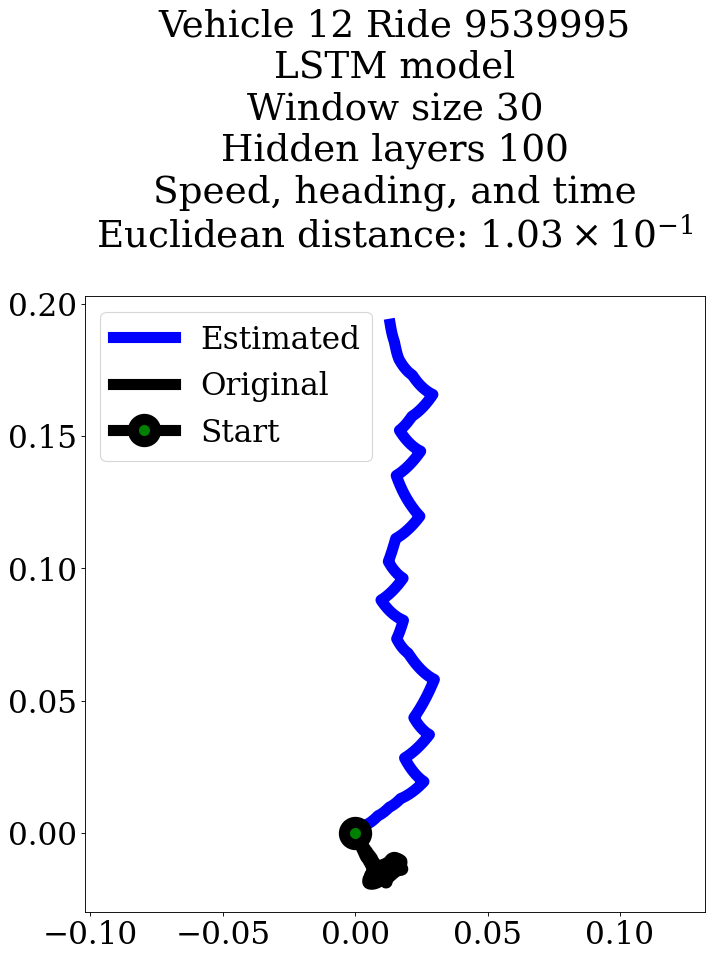 Vehicle 12 Ride 9539995
LSTM model
Window size 30
Hidden layers 100
Speed, heading, and time
Euclidean distance: 1.03 × 10⁻¹
Estimated
Original
Start
0.20
0.15
0.10
0.05
0.00
−0.10 −0.05 0.00 0.05 0.10